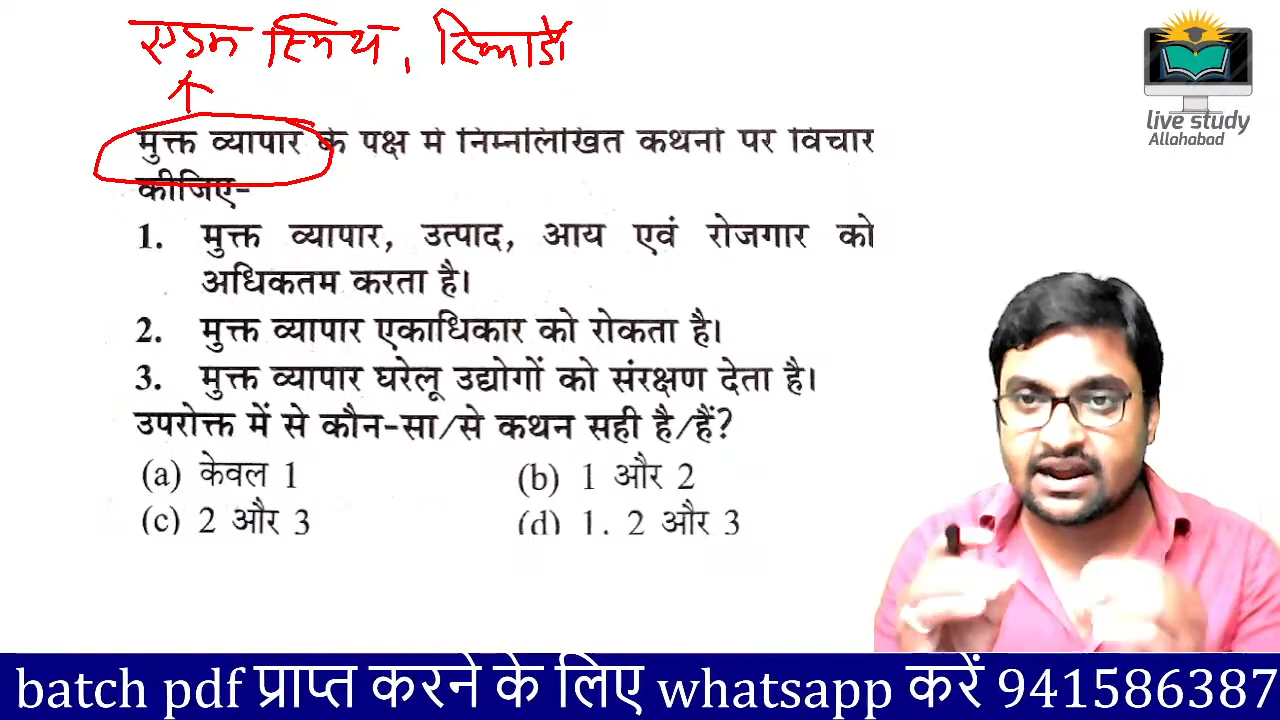 एडम स्मिथ, रिकार्डो
live study
Allahabad
मुक्त व्यापार के पक्ष में निम्नलिखित कथनों पर विचार
कीजिए-
1. मुक्त व्यापार, उत्पाद, आय एवं रोजगार को
अधिकतम करता है।
2. मुक्त व्यापार एकाधिकार को रोकता है।
3. मुक्त व्यापार घरेलू उद्योगों को संरक्षण देता है।
उपरोक्त में से कौन-सा/से कथन सही है/हैं?
(a) केवल 1 (b) 1 और 2
(c) 2 और 3 (d) 1, 2 और 3
batch pdf प्राप्त करने के लिए whatsapp करें 941586387